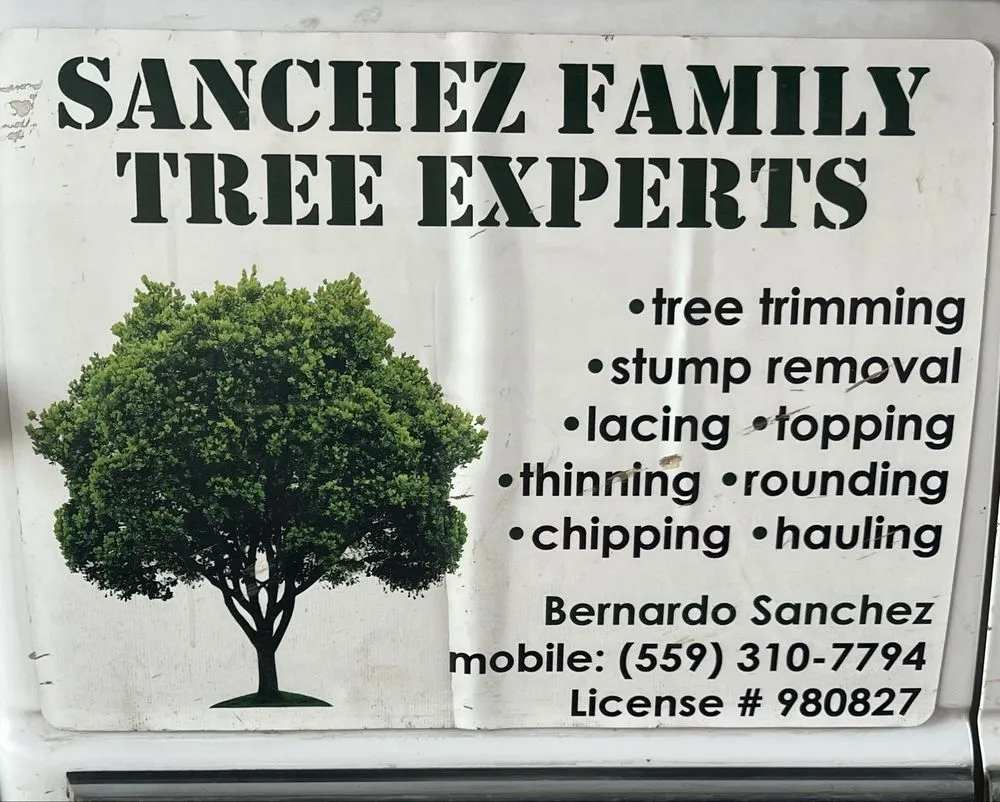 SANCHEZ FAMILY
TREE EXPERTS
•tree trimming
•stump removal
•lacing •topping
•thinning •rounding
•chipping •hauling
Bernardo Sanchez
mobile: (559) 310-7794
License # 980827